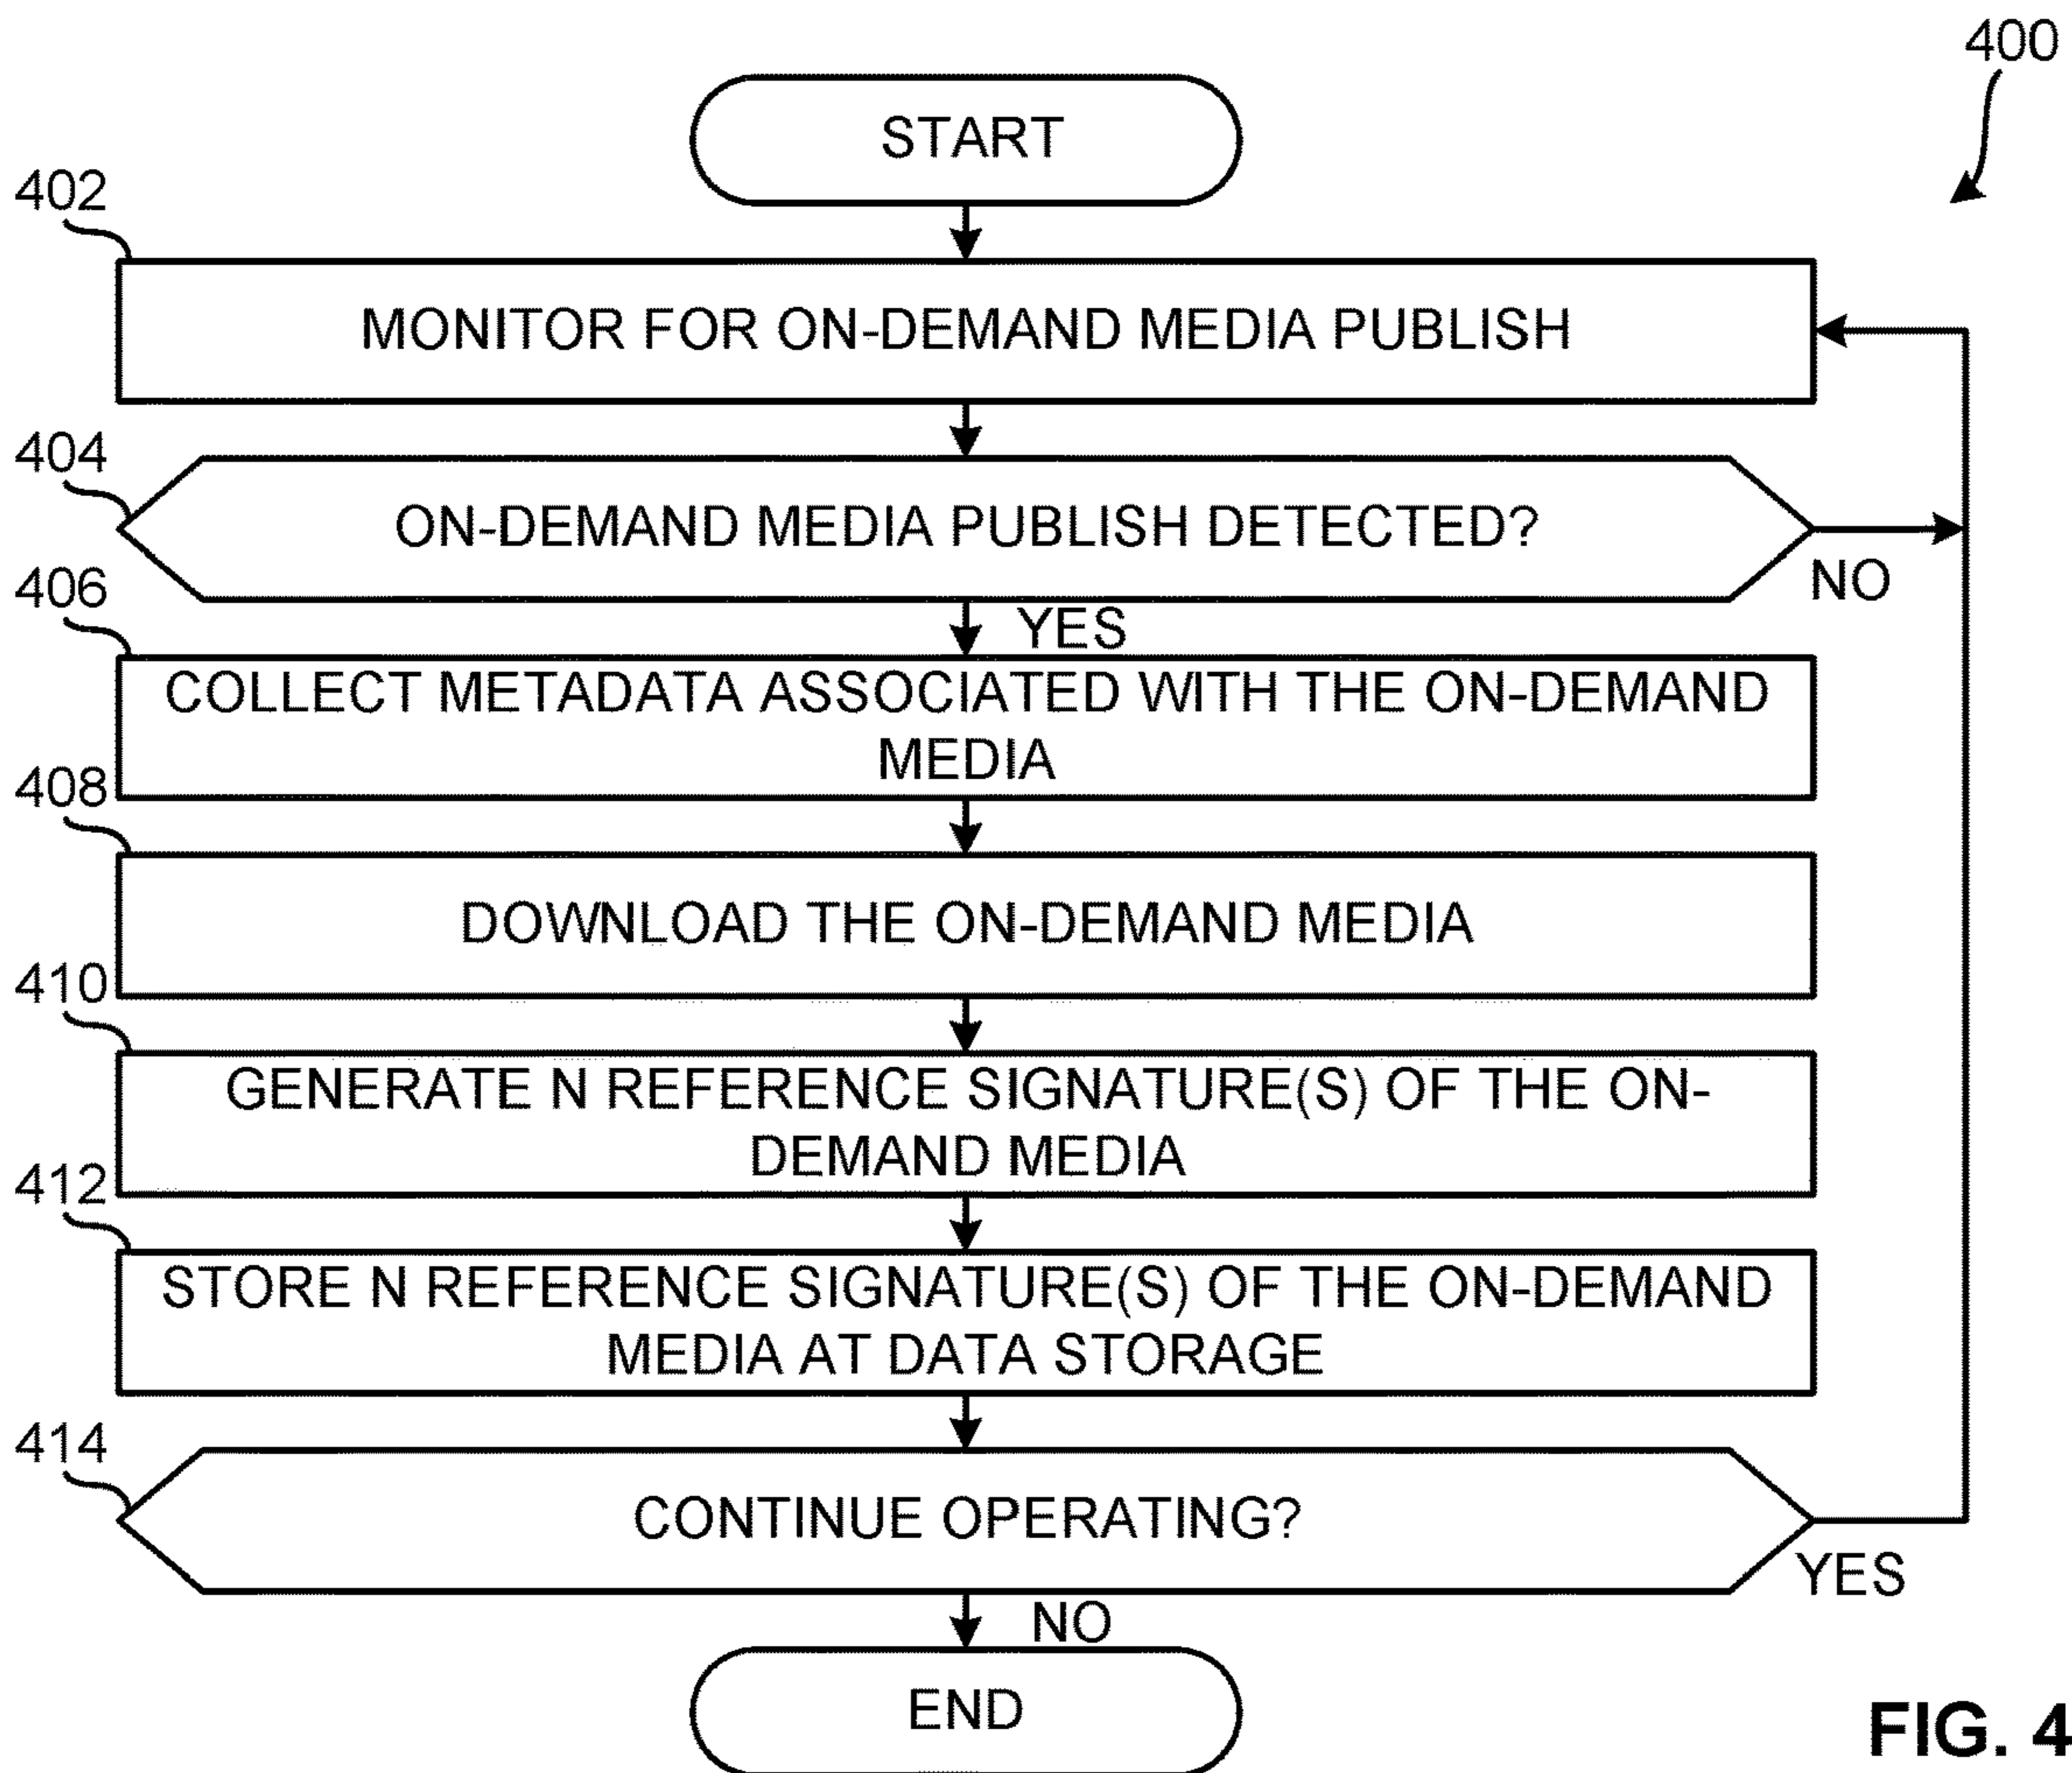 400
START
402
MONITOR FOR ON-DEMAND MEDIA PUBLISH
404
ON-DEMAND MEDIA PUBLISH DETECTED?
NO
YES
406
COLLECT METADATA ASSOCIATED WITH THE ON-DEMAND
MEDIA
408
DOWNLOAD THE ON-DEMAND MEDIA
410
GENERATE N REFERENCE SIGNATURE(S) OF THE ON-
DEMAND MEDIA
412
STORE N REFERENCE SIGNATURE(S) OF THE ON-DEMAND
MEDIA AT DATA STORAGE
414
CONTINUE OPERATING?
YES
NO
END
FIG. 4